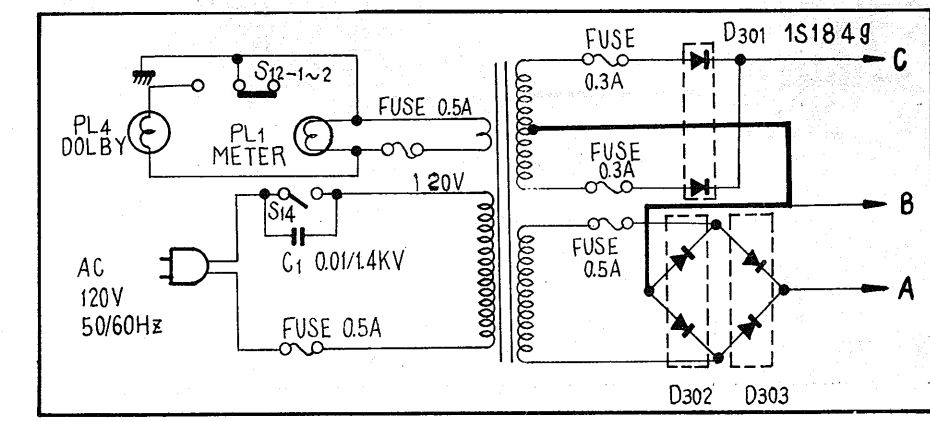 D301 1S1849
FUSE
0.3A
C
S12-1~2
FUSE 0.5A
PL4
DOLBY
PL1
METER
FUSE
0.3A
120V
S14
B
C1 0.01/1.4KV
FUSE
0.5A
A
AC
120V
50/60Hz
FUSE 0.5A
D302
D303